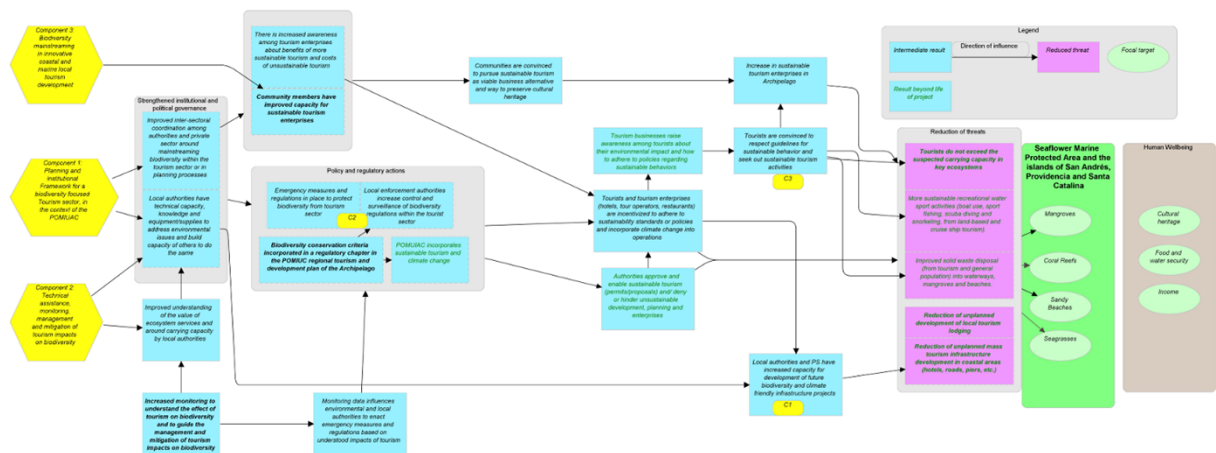 Component 3:
Biodiversity
mainstreaming
in innovative
coastal and
marine local
tourism
development
Component 1:
Planning and
Institutional
Framework for a
biodiversity focused
Tourism sector, in
the context of the
POMIUAC
Component 2:
Technical
assistance,
monitoring,
management
and mitigation
of tourism
impacts on
biodiversity
There is increased awareness
among tourism enterprises
about benefits of more
sustainable tourism and costs
of unsustainable tourism
Community members have
improved capacity for
sustainable tourism
enterprises
Strengthened institutional and
political governance
Improved inter-sectoral
coordination among
authorities and private
sector around
mainstreaming
biodiversity within the
tourism sector or in
planning processes
Local authorities have
technical capacity,
knowledge and
equipment/supplies to
address environmental
issues and build
capacity of others to do
the same
Improved understanding
of the value of
ecosystem services and
around carrying capacity
by local authorities
Increased monitoring to
understand the effect of
tourism on biodiversity
and to guide the
management and
mitigation of tourism
impacts on biodiversity
Policy and regulatory actions
Emergency measures and
regulations in place to protect
biodiversity from tourism
sector
Local enforcement authorities
increase control and
surveillance of biodiversity
regulations within the tourist sector
C2
Biodiversity conservation criteria
incorporated in a regulatory chapter in
the POMIUC regional tourism and
development plan of the Archipelago
POMUIAC incorporates
sustainable tourism and
climate change
Monitoring data influences
environmental and local
authorities to enact
emergency measures and
regulations based on
understood impacts of tourism
Communities are convinced
to pursue sustainable tourism
as viable business alternative
and way to preserve cultural
heritage
Tourism businesses raise
awareness among tourists about
their environmental impact and how
to adhere to policies regarding
sustainable behaviors
Tourists and tourism enterprises
(hotels, tour operators, restaurants)
are incentivized to adhere to
sustainability standards or policies
and incorporate climate change into
operations
Authorities approve and
enable sustainable tourism
(permits/proposals) and/ deny
or hinder unsustainable
development, planning and
enterprises
Increase in sustainable
tourism enterprises in
Archipelago
Tourists are convinced to
respect guidelines for
sustainable behavior and
seek out sustainable tourism
activities
C3
Local authorities and PS have
increased capacity for
development of future
biodiversity and climate
friendly infrastructure projects
C1
Legend
Intermediate result
Direction of influence
Reduced threat
Focal target
Result beyond life
of project
Reduction of threats
Tourists do not exceed the
suspected carrying capacity in
key ecosystems
More sustainable recreational water
sport activities (boat use, sport
fishing, scuba diving and
snorkeling, from land-based and
cruise ship tourism).
Improved solid waste disposal
(from tourism and general
population) into waterways,
mangroves and beaches.
Reduction of unplanned
development of local tourism
lodging
Reduction of unplanned mass
tourism infrastructure
development in coastal areas
(hotels, roads, piers, etc.)
Seaflower Marine
Protected Area and the
islands of San Andrés,
Providencia and Santa
Catalina
Mangroves
Coral Reefs
Sandy
Beaches
Seagrasses
Human Wellbeing
Cultural
heritage
Food and
water security
Income